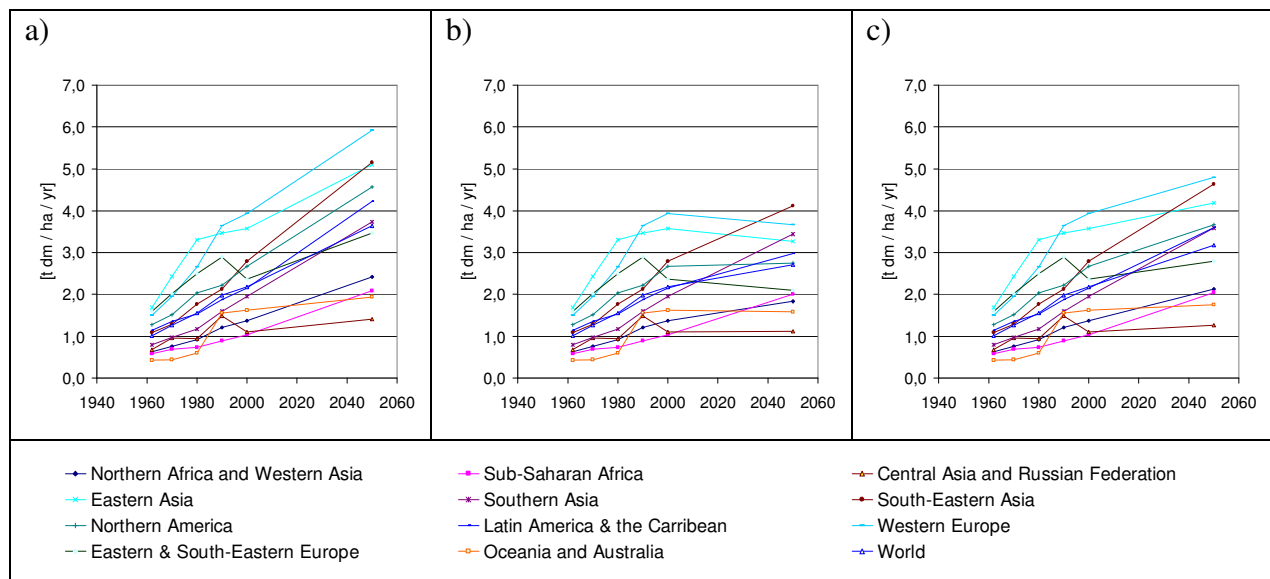 a)
[t dm / ha / yr]
7,0
6,0
5,0
4,0
3,0
2,0
1,0
0,0
1940 1960 1980 2000 2020 2040 2060
b)
[t dm / ha / yr]
7,0
6,0
5,0
4,0
3,0
2,0
1,0
0,0
1940 1960 1980 2000 2020 2040 2060
c)
[t dm / ha / yr]
7,0
6,0
5,0
4,0
3,0
2,0
1,0
0,0
1940 1960 1980 2000 2020 2040 2060
Northern Africa and Western Asia
Sub-Saharan Africa
Central Asia and Russian Federation
Eastern Asia
Southern Asia
South-Eastern Asia
Northern America
Latin America & the Carribean
Western Europe
Eastern & South-Eastern Europe
Oceania and Australia
World